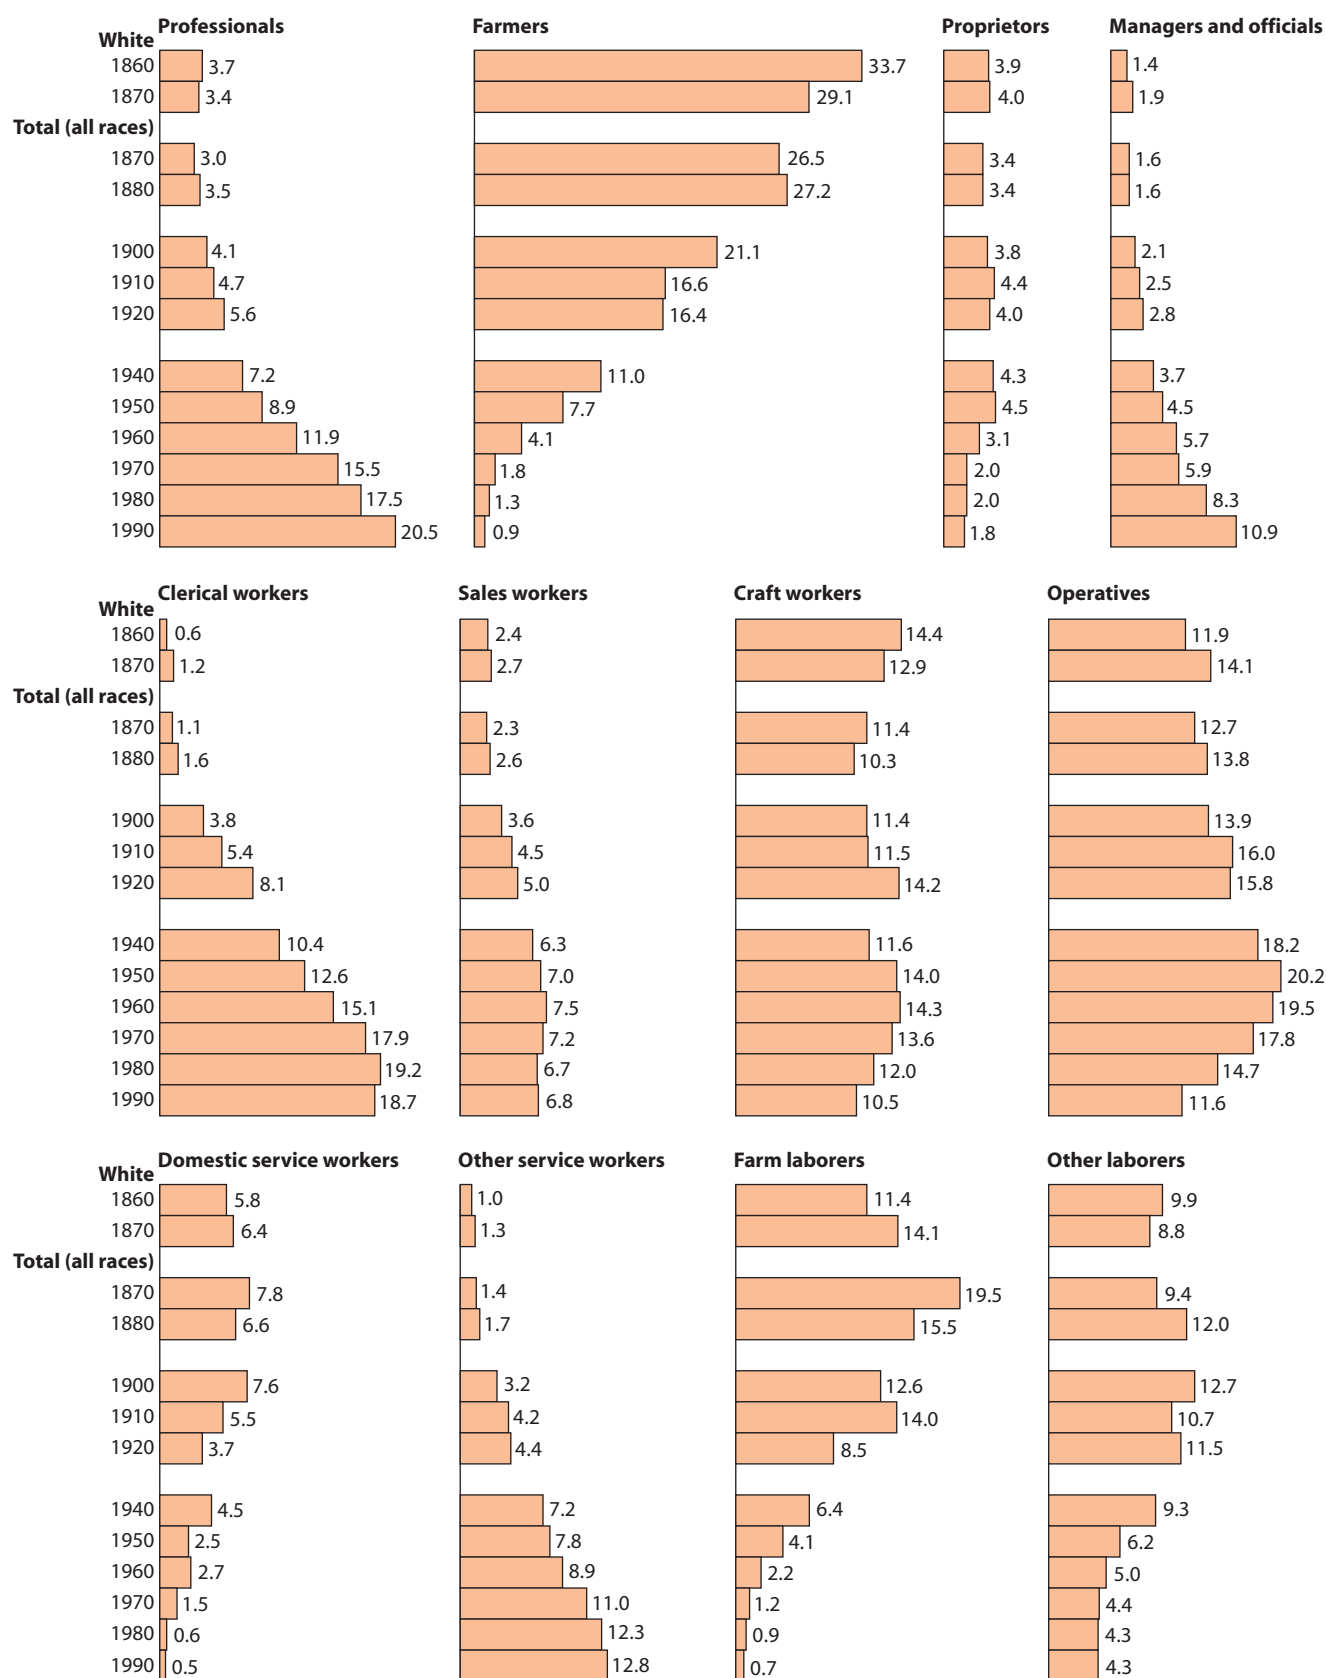 Professionals Farmers Proprietors Managers and officials
White
1860 3.7 33.7 3.9 1.4
1870 3.4 29.1 4.0 1.9
Total (all races)
1870 3.0 26.5 3.4 1.6
1880 3.5 27.2 3.4 1.6
1900 4.1 21.1 3.8 2.1
1910 4.7 16.6 4.4 2.5
1920 5.6 16.4 4.0 2.8
1940 7.2 11.0 4.3 3.7
1950 8.9 7.7 4.5 4.5
1960 11.9 4.1 3.1 5.7
1970 15.5 1.8 2.0 5.9
1980 17.5 1.3 2.0 8.3
1990 20.5 0.9 1.8 10.9
Clerical workers Sales workers Craft workers Operatives
White
1860 0.6 2.4 14.4 11.9
1870 1.2 2.7 12.9 14.1
Total (all races)
1870 1.1 2.3 11.4 12.7
1880 1.6 2.6 10.3 13.8
1900 3.8 3.6 11.4 13.9
1910 5.4 4.5 11.5 16.0
1920 8.1 5.0 14.2 15.8
1940 10.4 6.3 11.6 18.2
1950 12.6 7.0 14.0 20.2
1960 15.1 7.5 14.3 19.5
1970 17.9 7.2 13.6 17.8
1980 19.2 6.7 12.0 14.7
1990 18.7 6.8 10.5 11.6
Domestic service workers Other service workers Farm laborers Other laborers
White
1860 5.8 1.0 11.4 9.9
1870 6.4 1.3 14.1 8.8
Total (all races)
1870 7.8 1.4 19.5 9.4
1880 6.6 1.7 15.5 12.0
1900 7.6 3.2 12.6 12.7
1910 5.5 4.2 14.0 10.7
1920 3.7 4.4 8.5 11.5
1940 4.5 7.2 6.4 9.3
1950 2.5 7.8 4.1 6.2
1960 2.7 8.9 2.2 5.0
1970 1.5 11.0 1.2 4.4
1980 0.6 12.3 0.9 4.3
1990 0.5 12.8 0.7 4.3